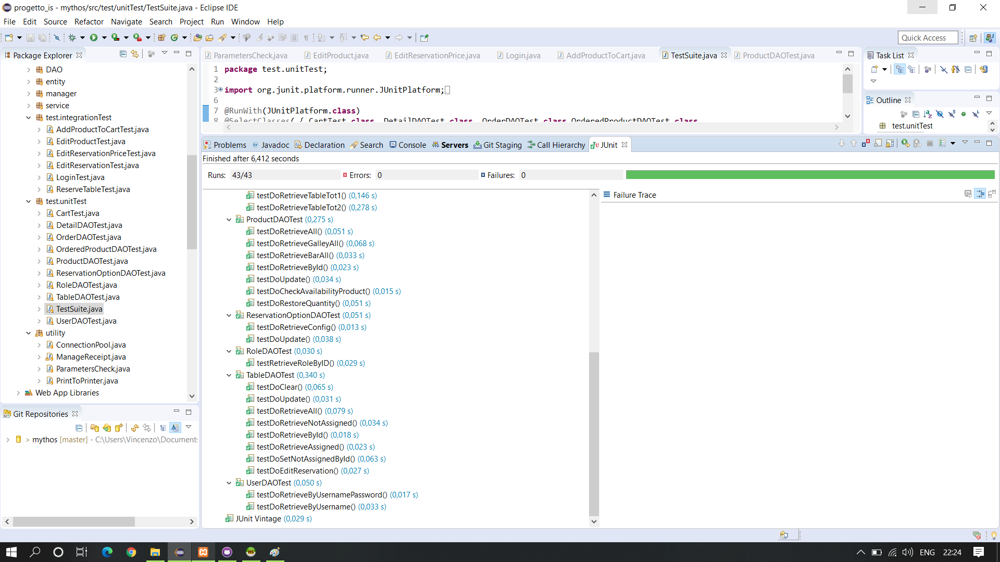 progetto_is - mythos/src/test/unitTest/TestSuite.java - Eclipse IDE
File Edit Source Refactor Navigate Search Project Run Window Help
Quick Access
Package Explorer
DAO
entity
manager
service
test.integrationTest
AddProductToCartTest.java
EditProductTest.java
EditReservationPriceTest.java
EditReservationTest.java
LoginTest.java
ReserveTableTest.java
test.unitTest
CartTest.java
DetailDAOTest.java
OrderDAOTest.java
OrderedProductDAOTest.java
ProductDAOTest.java
ReservationOptionDAOTest.java
RoleDAOTest.java
TableDAOTest.java
TestSuite.java
UserDAOTest.java
utility
ConnectionPool.java
ManageReceipt.java
ParametersCheck.java
PrintToPrinter.java
Web App Libraries
Git Repositories
> mythos [master] - C:\Users\Vincenzo\Documents
ParametersCheck.java EditProduct.java EditReservationPrice.java Login.java AddProductToCart.java TestSuite.java ProductDAOTest.java
1 package test.unitTest;
2
3 import org.junit.platform.runner.JUnitPlatform;
6
7 @RunWith(JUnitPlatform.class)
8 @SelectClasses( { CartTest.class, DetailDAOTest.class, OrderDAOTest.class,OrderedProductDAOTest.class
Task List
Outline
test.unitTest
Problems @ Javadoc Declaration Search Console Servers Git Staging Call Hierarchy JUnit
Finished after 6,412 seconds
Runs: 43/43 Errors: 0 Failures: 0
testDoRetrieveTableTot1() (0,146 s)
testDoRetrieveTableTot2() (0,278 s)
ProductDAOTest (0,275 s)
testDoRetrieveAll() (0,051 s)
testDoRetrieveGalleyAll() (0,068 s)
testDoRetrieveBarAll() (0,033 s)
testDoRetrieveById() (0,023 s)
testDoUpdate() (0,034 s)
testDoCheckAvailabilityProduct() (0,015 s)
testDoRestoreQuantity() (0,051 s)
ReservationOptionDAOTest (0,051 s)
testDoRetrieveConfig() (0,013 s)
testDoUpdate() (0,038 s)
RoleDAOTest (0,030 s)
testRetrieveRoleByID() (0,029 s)
TableDAOTest (0,340 s)
testDoClear() (0,065 s)
testDoUpdate() (0,031 s)
testDoRetrieveAll() (0,079 s)
testDoRetrieveNotAssigned() (0,034 s)
testDoRetrieveById() (0,018 s)
testDoRetrieveAssigned() (0,023 s)
testDoSetNotAssignedById() (0,063 s)
testDoEditReservation() (0,027 s)
UserDAOTest (0,050 s)
testDoRetrieveByUsernamePassword() (0,017 s)
testDoRetrieveByUsername() (0,033 s)
JUnit Vintage (0,029 s)
Failure Trace
ENG 22:24